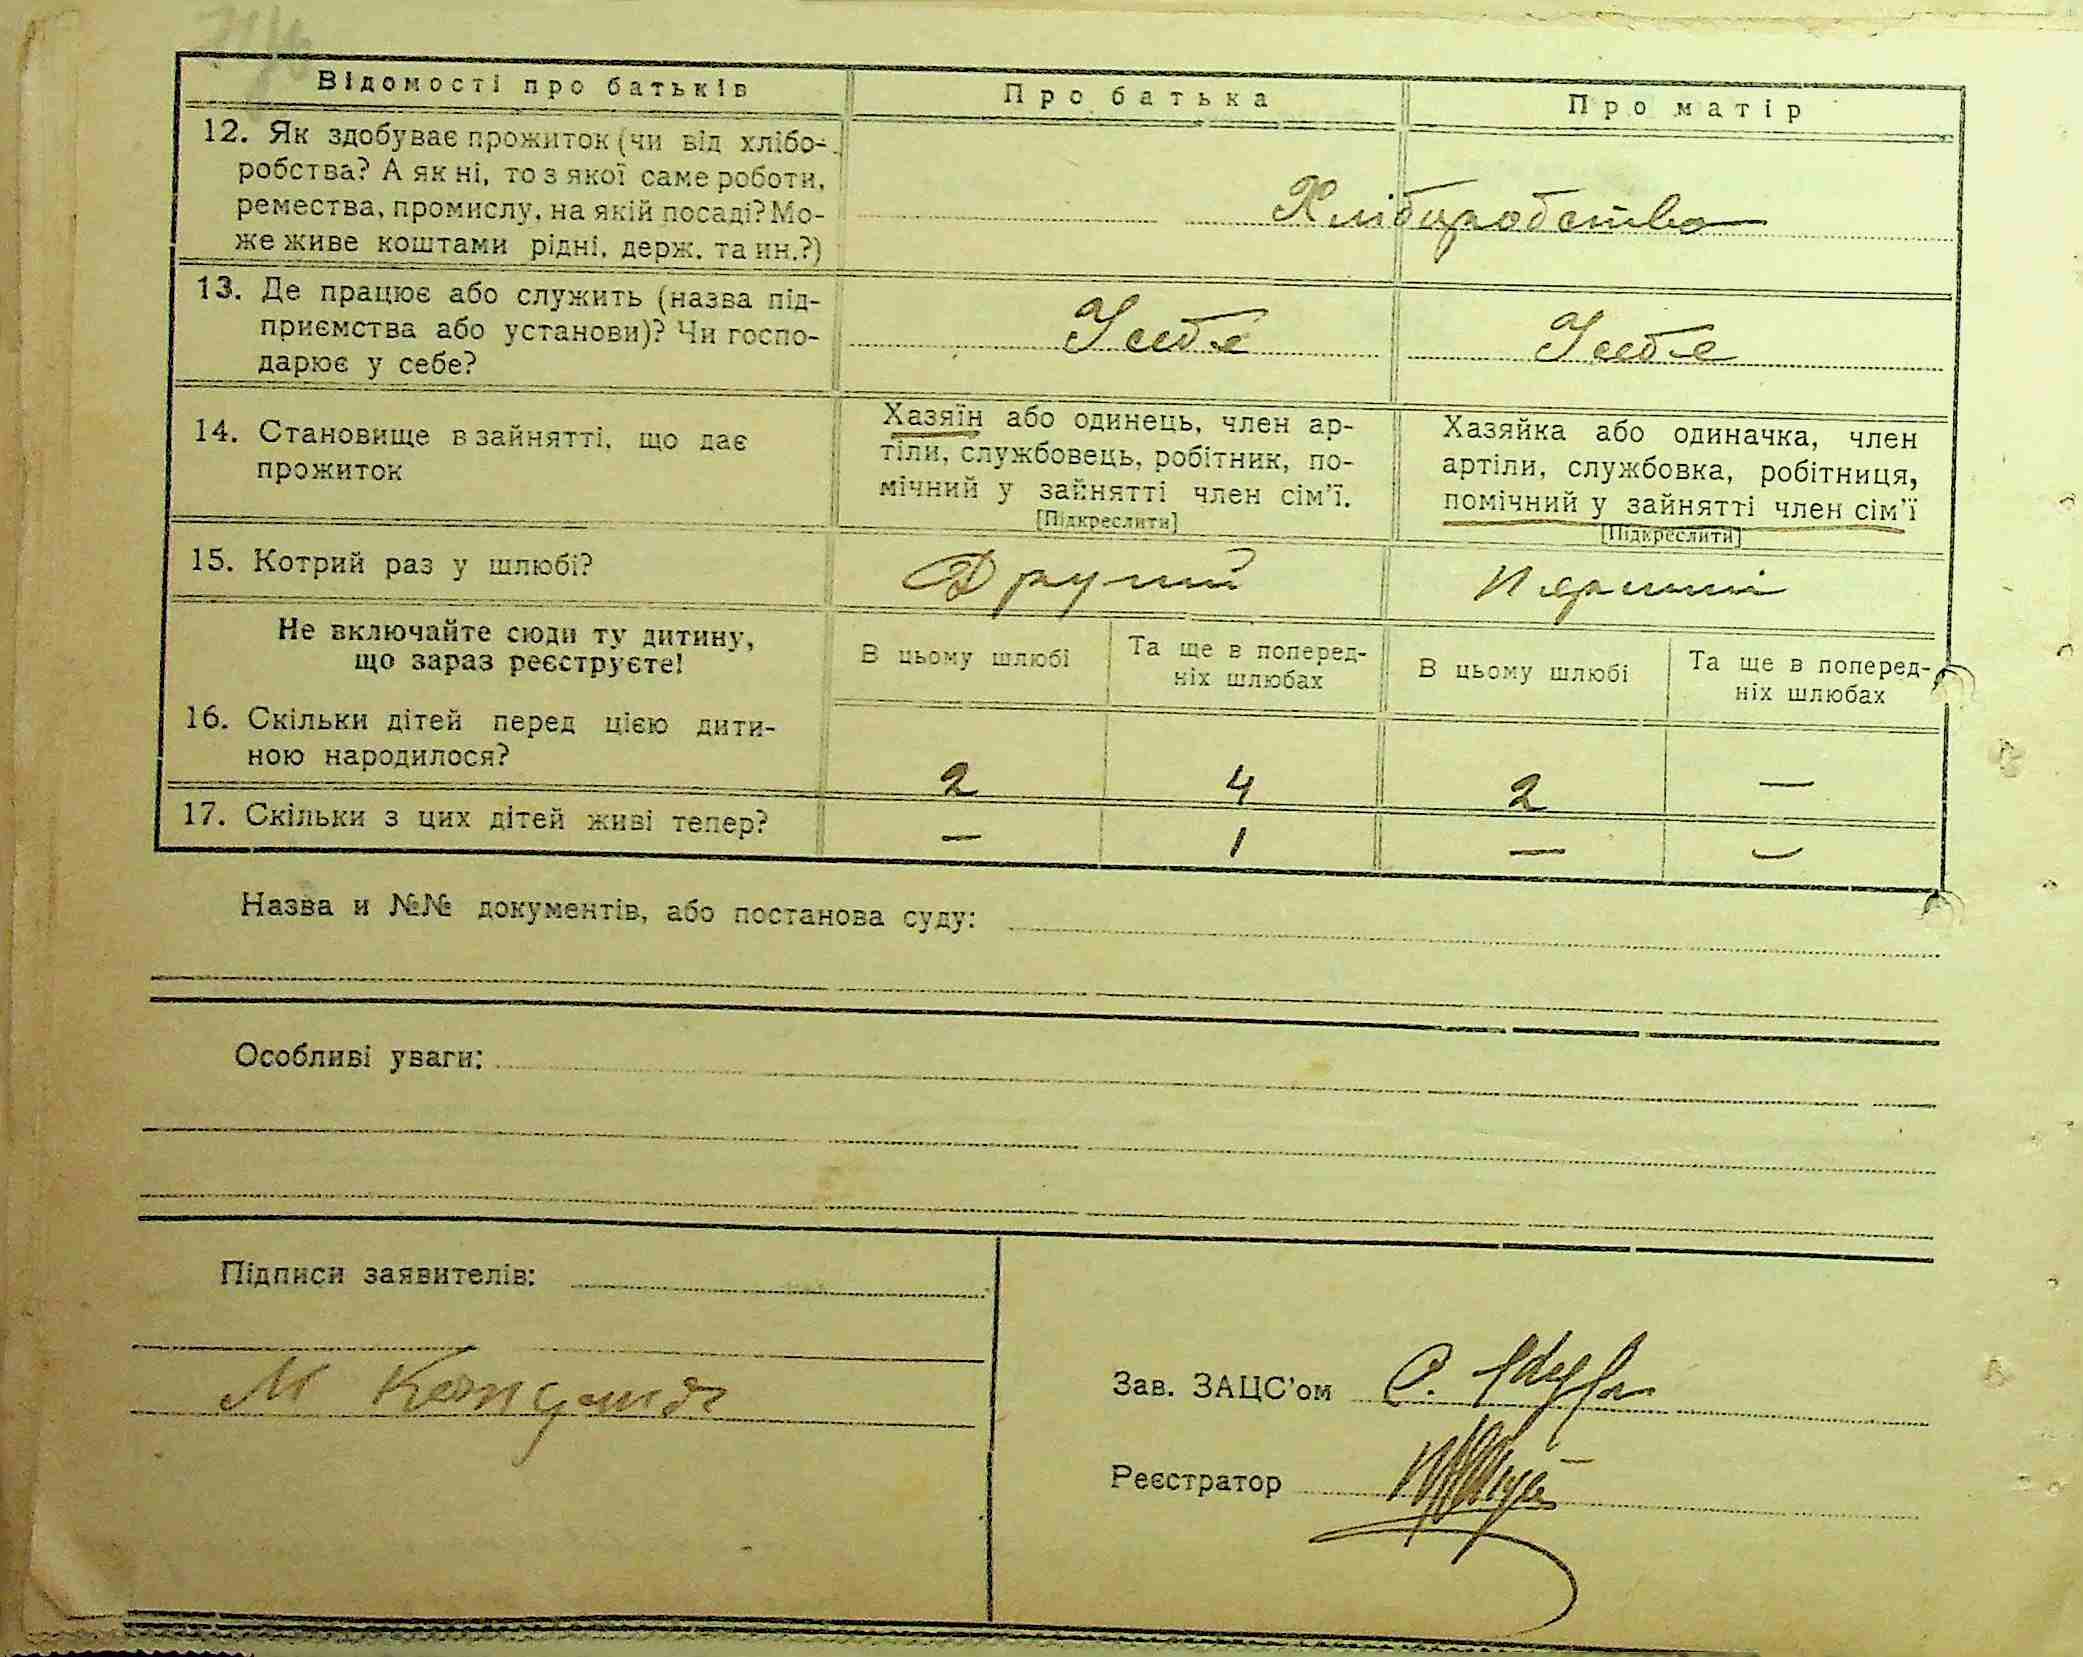 Відомості про батьків Про батька Про матір
12. Як здобуває прожиток (чи від хлібо-
робства? А як ні, то з якої саме роботи,
ремества, промислу, на якій посаді? Мо-
же живе коштами рідні, держ. та ин.?)
Хліборобство
13. Де працює або служить (назва під-
приємства або установи)? Чи госпо-
дарює у себе?
У себе У себе
14. Становище в зайнятті, що дає
прожиток
Хазяїн або одинець, член ар-
тіли, службовець, робітник, по-
мічний у зайнятті член сім'ї.
[Підкреслити]
Хазяйка або одиначка, член
артіли, службовка, робітниця,
помічний у зайнятті член сім'ї
[Підкреслити]
15. Котрий раз у шлюбі? Другий Перший
Не включайте сюди ту дитину,
що зараз реєструєте!
В цьому шлюбі
Та ще в поперед-
ніх шлюбах
В цьому шлюбі
Та ще в поперед-
ніх шлюбах
16. Скільки дітей перед цією дити-
ною народилося?
2 4 2 —
17. Скільки з цих дітей живі тепер? — 1 — —
Назва и №№ документів, або постанова суду:
Особливі уваги:
Підписи заявителів:
М
Зав. ЗАЦС'ом С.
Реєстратор